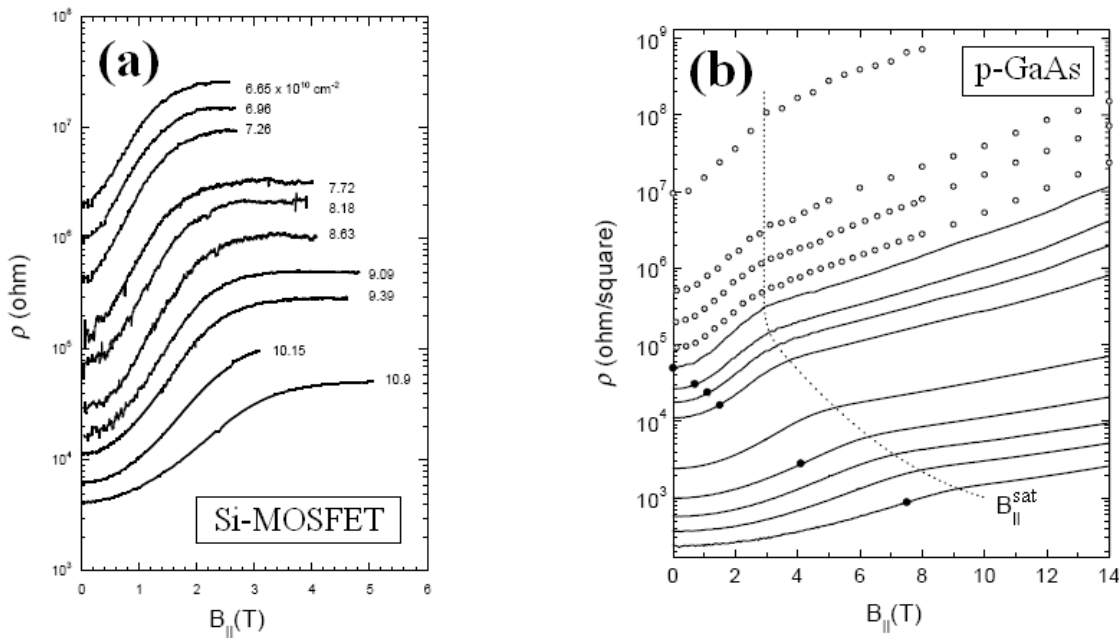 (a)
10⁸
10⁷
10⁶
10⁵
10⁴
10³
ρ (ohm)
6.65 x 10¹⁰ cm⁻²
6.96
7.26
7.72
8.18
8.63
9.09
9.39
10.15
10.9
Si-MOSFET
0 1 2 3 4 5 6
B||(T)
(b)
p-GaAs
10⁹
10⁸
10⁷
10⁶
10⁵
10⁴
10³
ρ (ohm/square)
B||sat
0 2 4 6 8 10 12 14
B||(T)